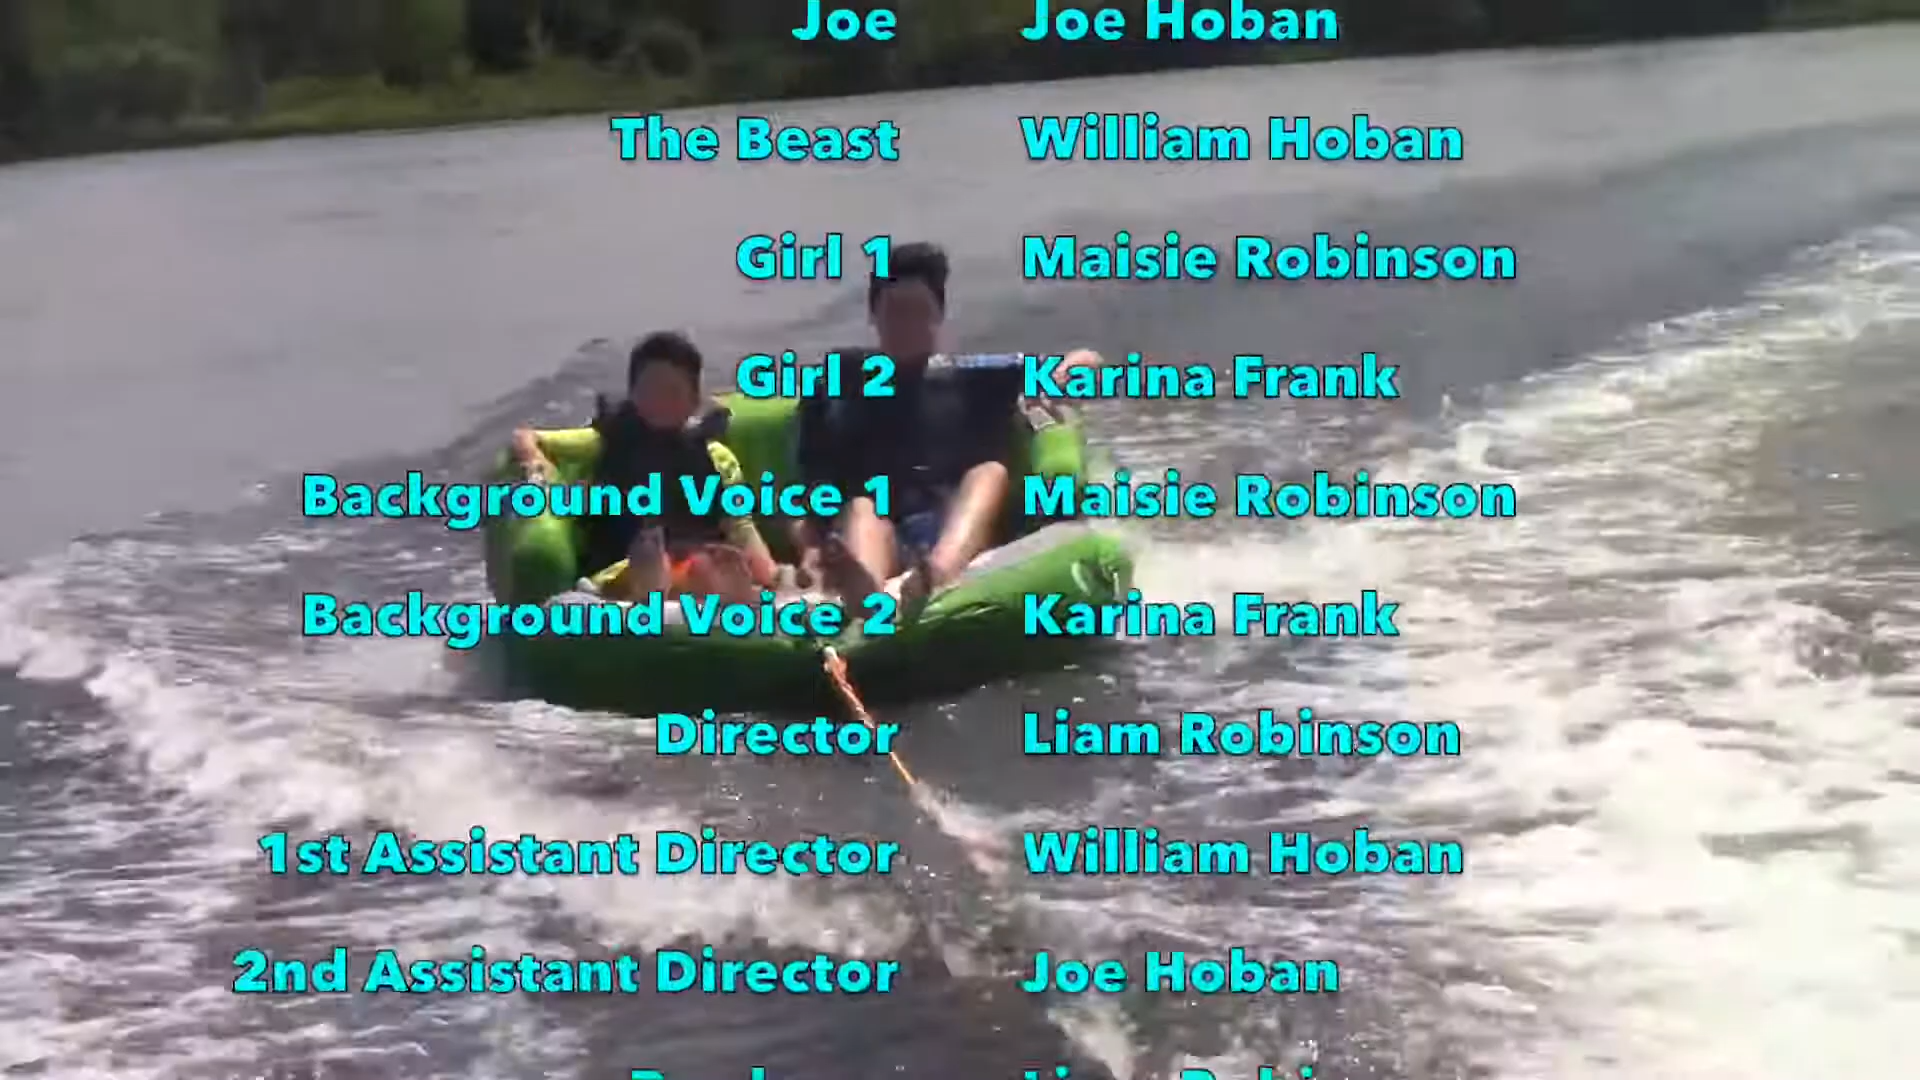 Joe Joe Hoban
The Beast William Hoban
Girl 1 Maisie Robinson
Girl 2 Karina Frank
Background Voice 1 Maisie Robinson
Background Voice 2 Karina Frank
Director Liam Robinson
1st Assistant Director William Hoban
2nd Assistant Director Joe Hoban